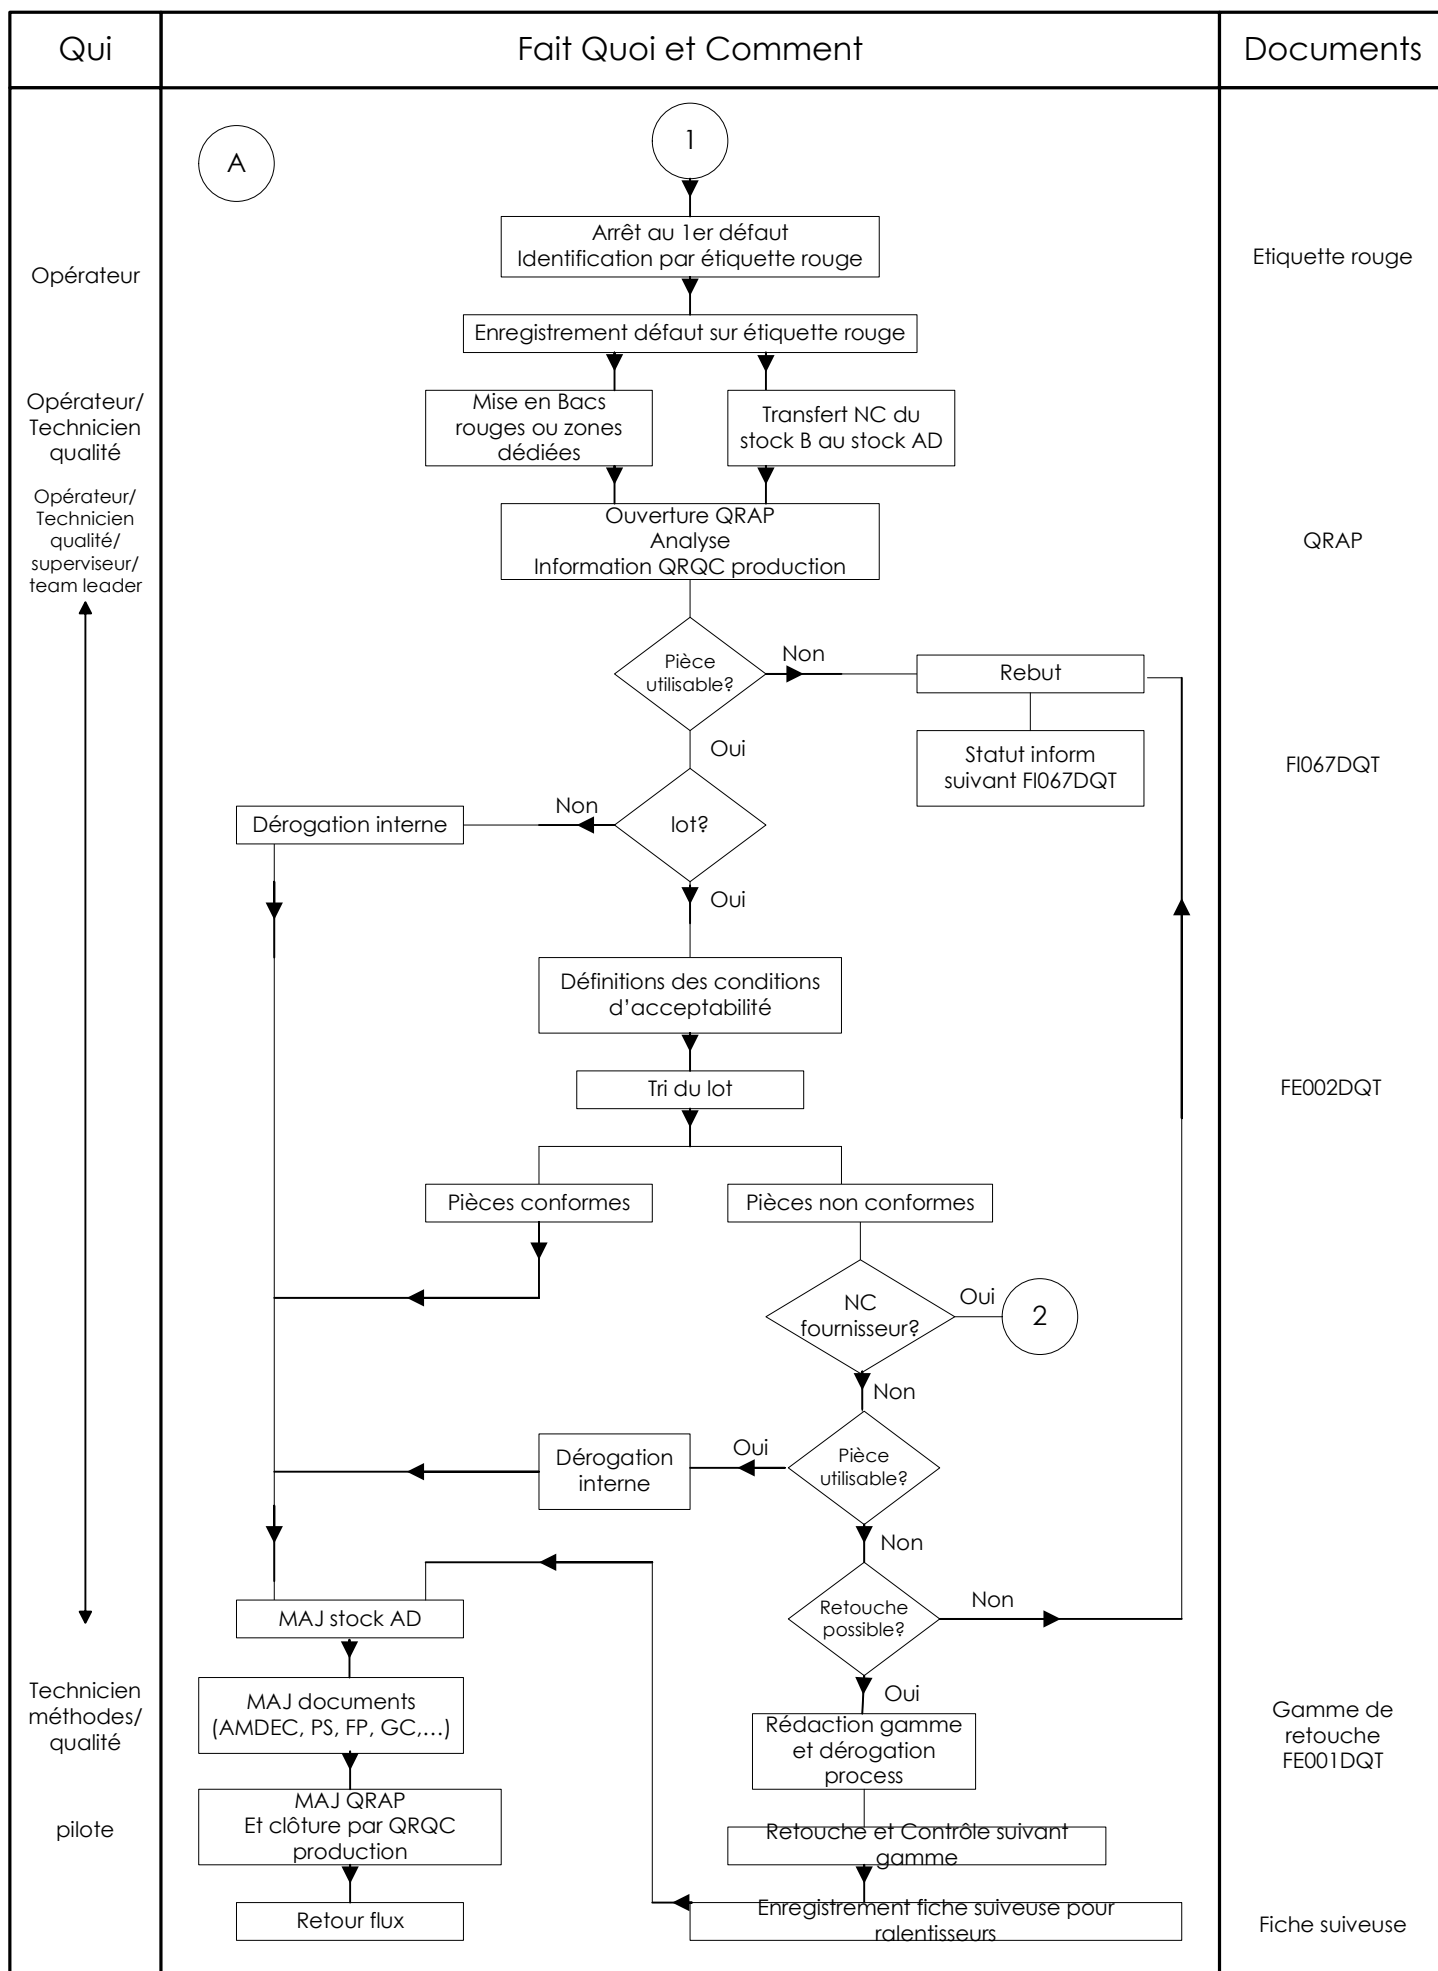 Qui
Fait Quoi et Comment
Documents
A
1
Arrêt au 1er défaut
Identification par étiquette rouge
Etiquette rouge
Opérateur
Enregistrement défaut sur étiquette rouge
Opérateur/
Technicien
qualité
Mise en Bacs
rouges ou zones
dédiées
Transfert NC du
stock B au stock AD
Opérateur/
Technicien
qualité/
superviseur/
team leader
Ouverture QRAP
Analyse
Information QRQC production
QRAP
Pièce
utilisable?
Non
Rebut
Oui
Statut inform
suivant FI067DQT
FI067DQT
Dérogation interne
Non
lot?
Oui
Définitions des conditions
d'acceptabilité
Tri du lot
FE002DQT
Pièces conformes
Pièces non conformes
NC
fournisseur?
Oui
2
Non
Dérogation
interne
Oui
Pièce
utilisable?
Non
MAJ stock AD
Retouche
possible?
Non
Oui
Technicien
méthodes/
qualité
MAJ documents
(AMDEC, PS, FP, GC,...)
Rédaction gamme
et dérogation
process
Gamme de
retouche
FE001DQT
pilote
MAJ QRAP
Et clôture par QRQC
production
Retouche et Contrôle suivant
gamme
Retour flux
Enregistrement fiche suiveuse pour
ralentisseurs
Fiche suiveuse